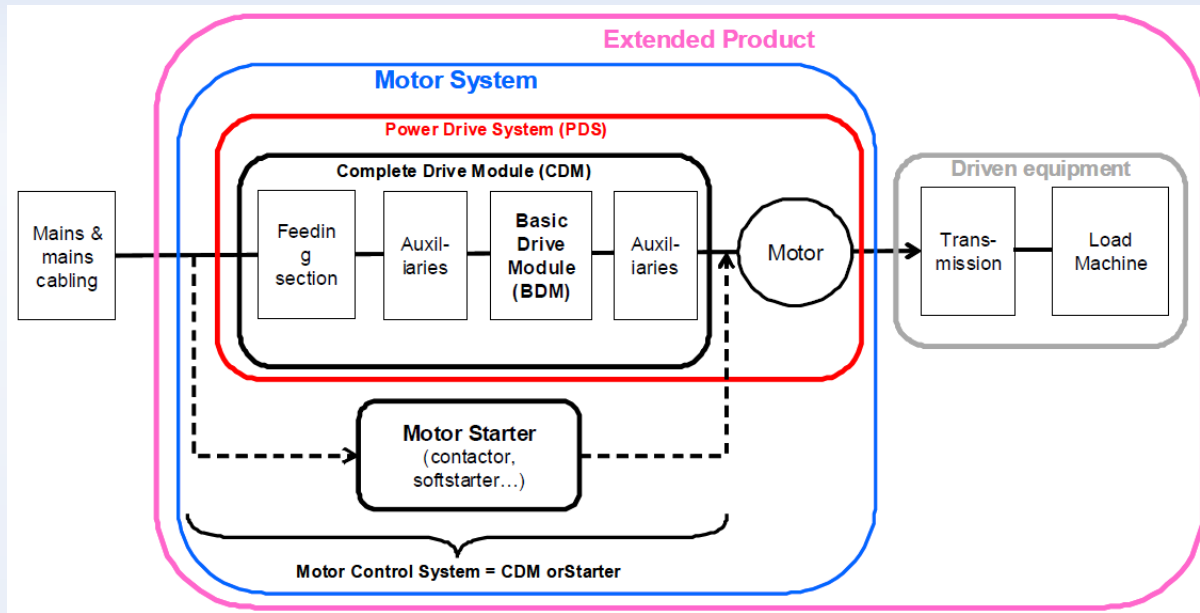 Extended Product
Motor System
Power Drive System (PDS)
Complete Drive Module (CDM)
Driven equipment
Mains &
mains
cabling
Feedin
g
section
Auxil-
iaries
Basic
Drive
Module
(BDM)
Auxil-
iaries
Motor
Trans-
mission
Load
Machine
Motor Starter
(contactor,
softstarter...)
Motor Control System = CDM orStarter